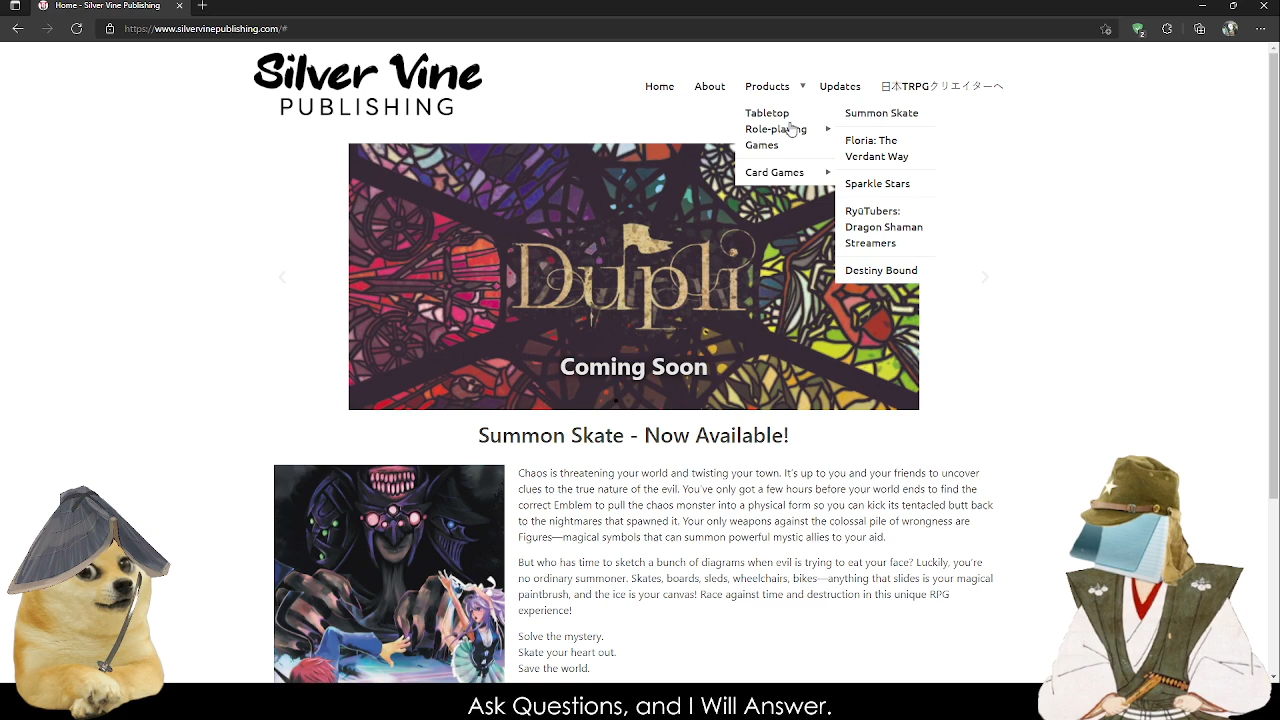 Home - Silver Vine Publishing
https://www.silvervinepublishing.com/#
Silver Vine
PUBLISHING
Home About Products Updates 日本TRPGクリエイターへ
Tabletop
Role-playing
Games
Card Games
Summon Skate
Floria: The
Verdant Way
Sparkle Stars
RyūTubers:
Dragon Shaman
Streamers
Destiny Bound
Dupli
Coming Soon
Summon Skate - Now Available!
Chaos is threatening your world and twisting your town. It's up to you and your friends to uncover
clues to the true nature of the evil. You've only got a few hours before your world ends to find the
correct Emblem to pull the chaos monster into a physical form so you can kick its tentacled butt back
to the nightmares that spawned it. Your only weapons against the colossal pile of wrongness are
Figures—magical symbols that can summon powerful mystic allies to your aid.
But who has time to sketch a bunch of diagrams when evil is trying to eat your face? Luckily, you're
no ordinary summoner. Skates, boards, sleds, wheelchairs, bikes—anything that slides is your magical
paintbrush, and the ice is your canvas! Race against time and destruction in this unique RPG
experience!
Solve the mystery.
Skate your heart out.
Save the world.
Ask Questions, and I Will Answer.